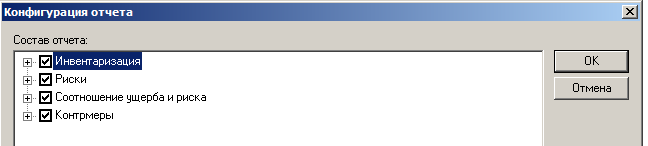 Конфигурация отчета
Состав отчета:
Инвентаризация
Риски
Соотношение ущерба и риска
Контрмеры
OK
Отмена